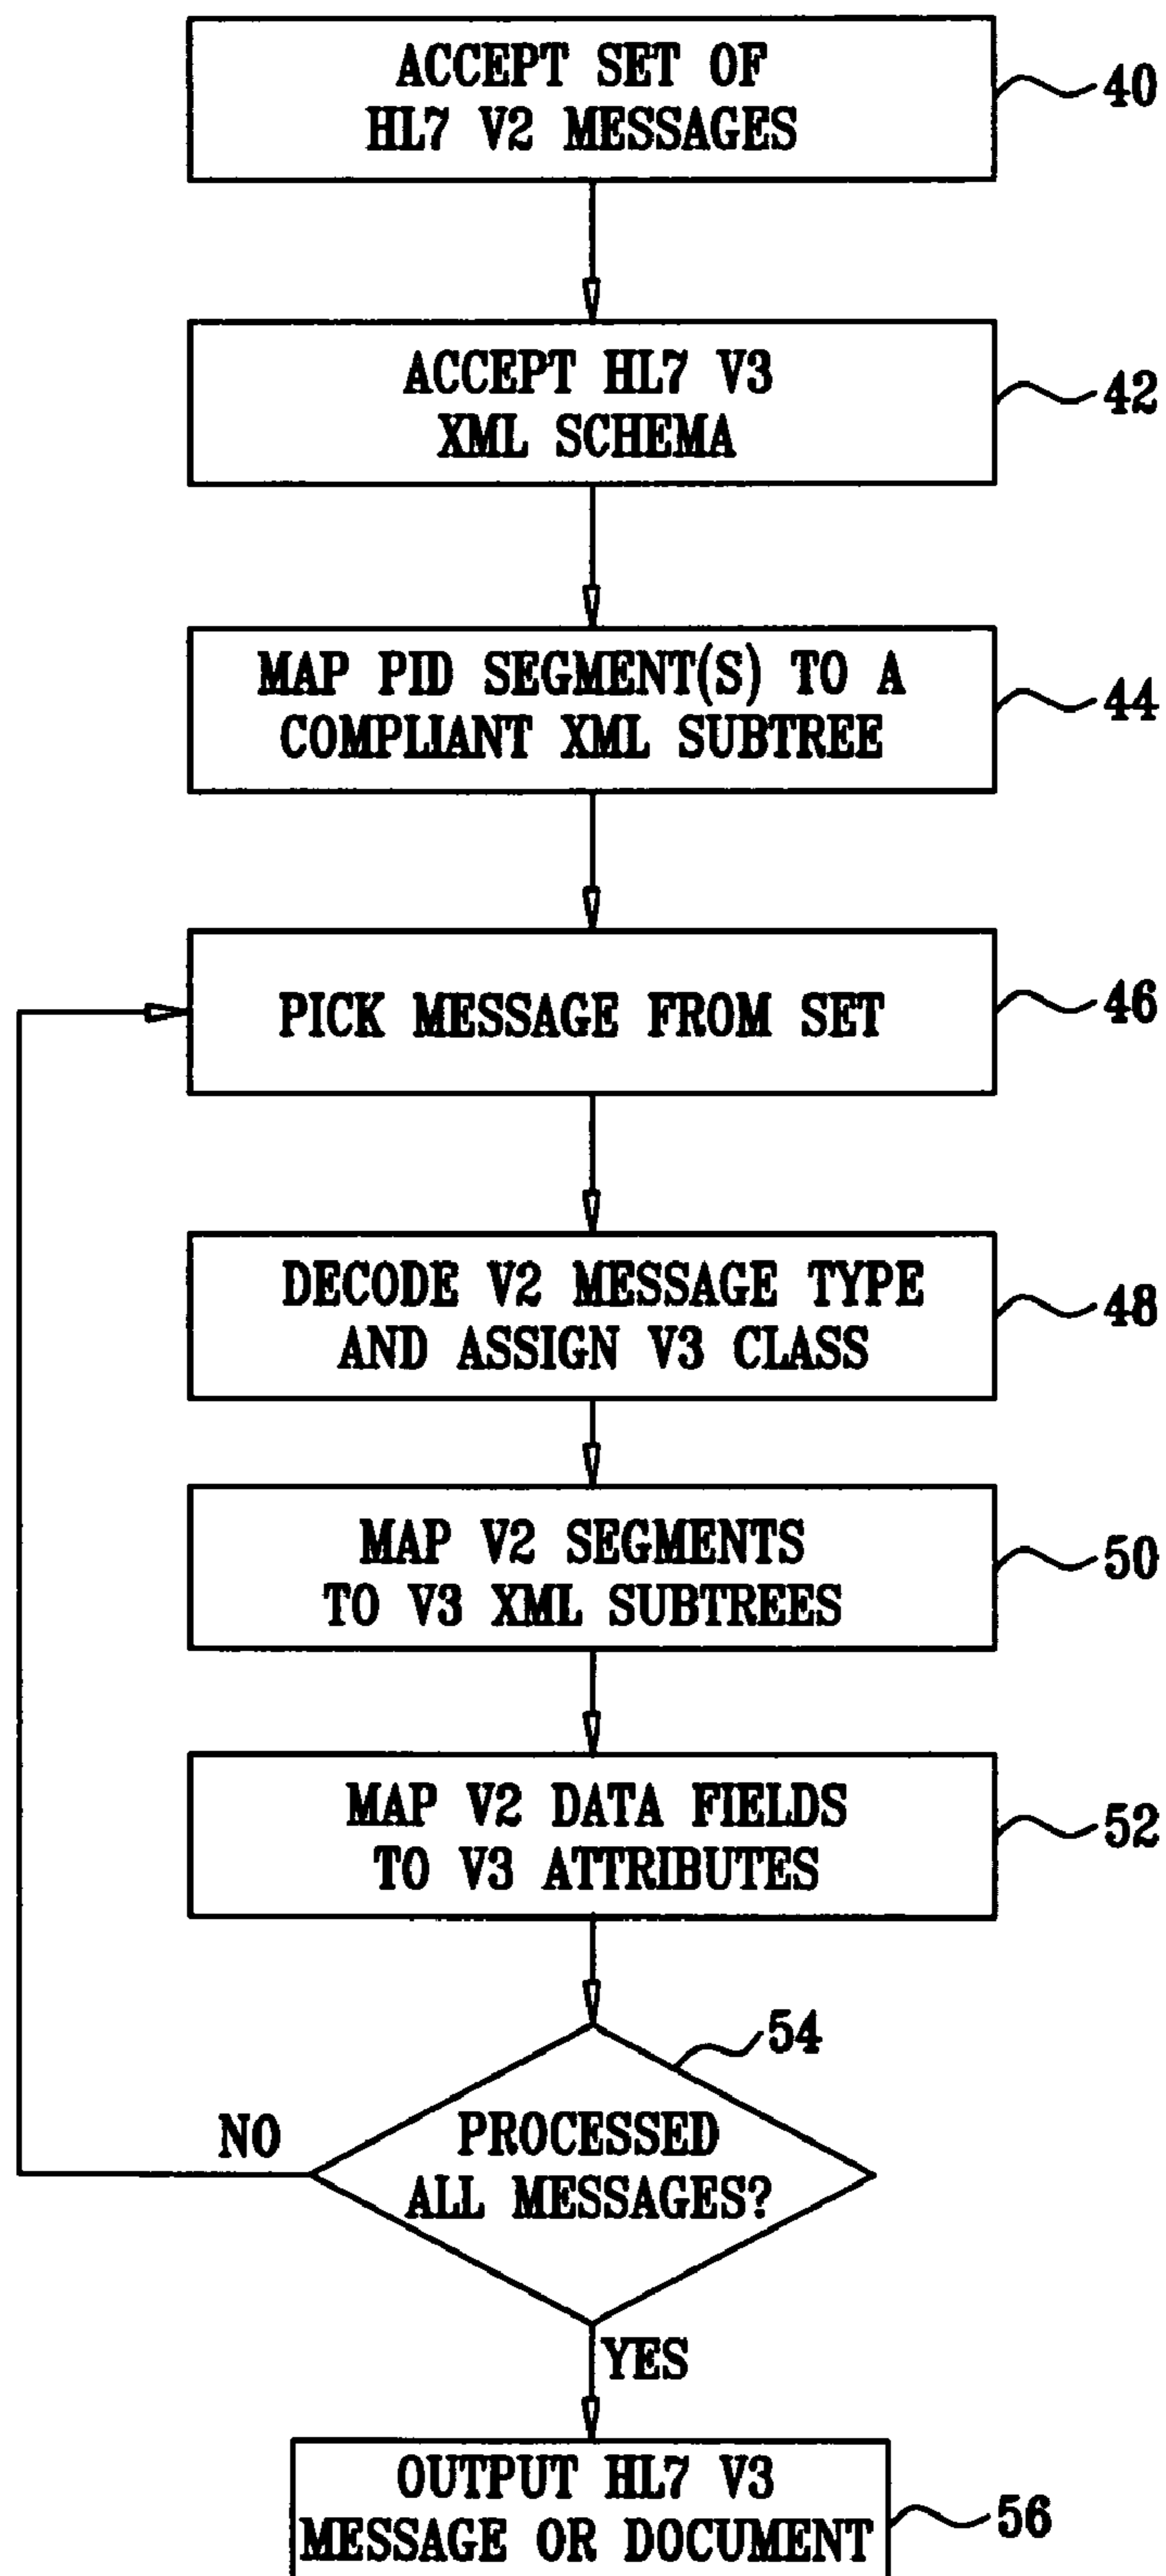 ACCEPT SET OF
HL7 V2 MESSAGES
40
ACCEPT HL7 V3
XML SCHEMA
42
MAP PID SEGMENT(S) TO A
COMPLIANT XML SUBTREE
44
PICK MESSAGE FROM SET
46
DECODE V2 MESSAGE TYPE
AND ASSIGN V3 CLASS
48
MAP V2 SEGMENTS
TO V3 XML SUBTREES
50
MAP V2 DATA FIELDS
TO V3 ATTRIBUTES
52
54
PROCESSED
ALL MESSAGES?
NO
YES
OUTPUT HL7 V3
MESSAGE OR DOCUMENT
56